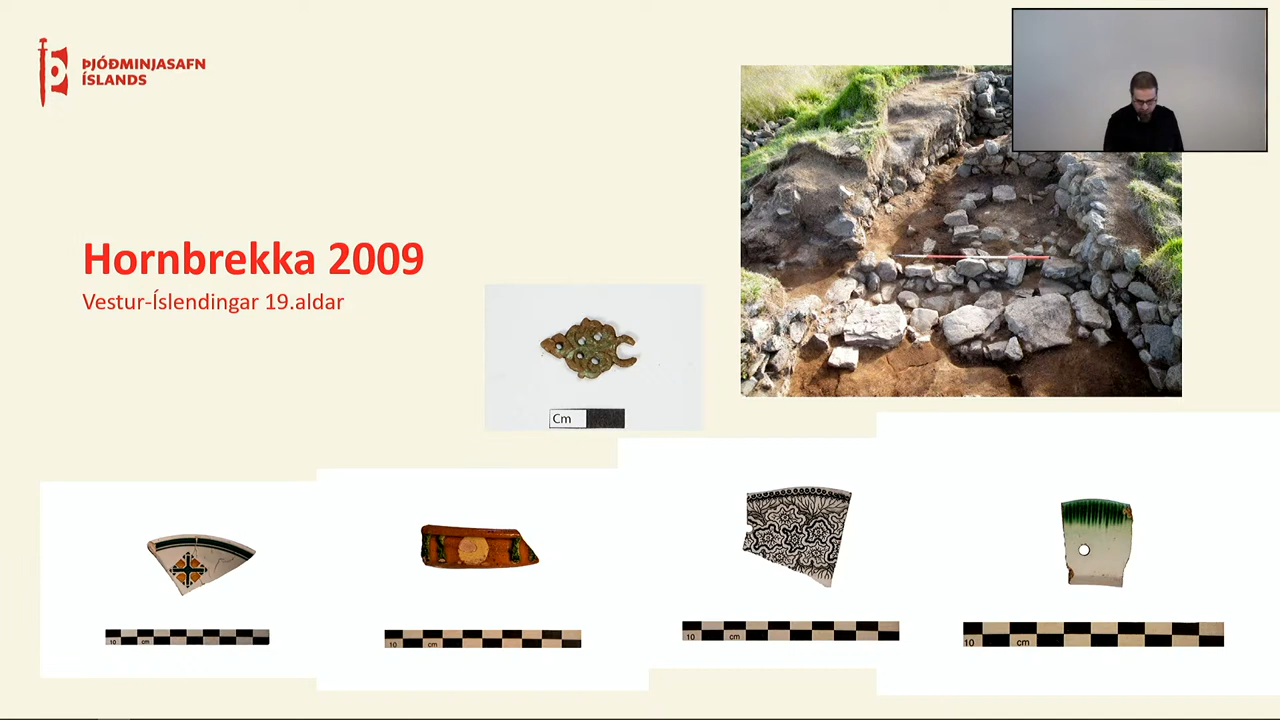 ÞJÓÐMINJASAFN
ÍSLANDS
Hornbrekka 2009
Vestur-Íslendingar 19.aldar
Cm
10 cm
10 cm
10 cm
10 cm